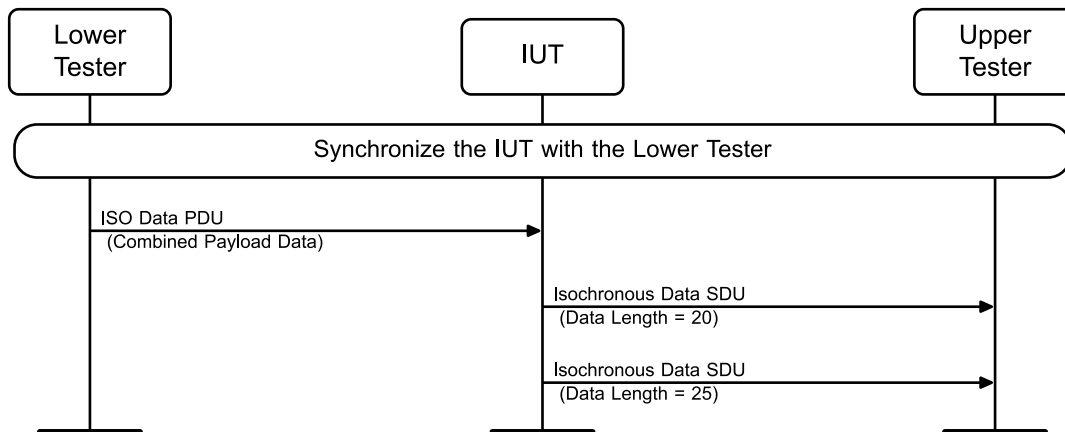 Lower
Tester
IUT
Upper
Tester
Synchronize the IUT with the Lower Tester
ISO Data PDU
(Combined Payload Data)
Isochronous Data SDU
(Data Length = 20)
Isochronous Data SDU
(Data Length = 25)